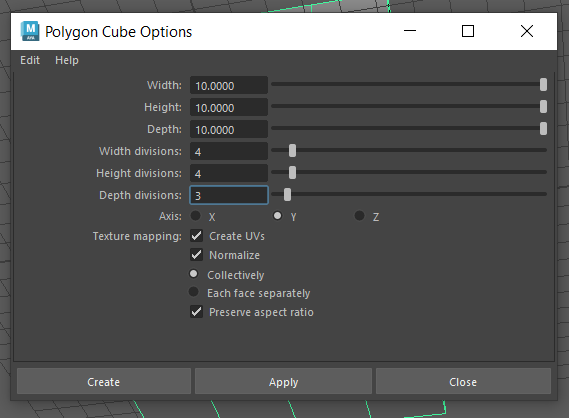 M
AYA
Polygon Cube Options
Edit Help
Width: 10.0000
Height: 10.0000
Depth: 10.0000
Width divisions: 4
Height divisions: 4
Depth divisions: 3
Axis: X Y Z
Texture mapping: Create UVs
Normalize
Collectively
Each face separately
Preserve aspect ratio
Create Apply Close